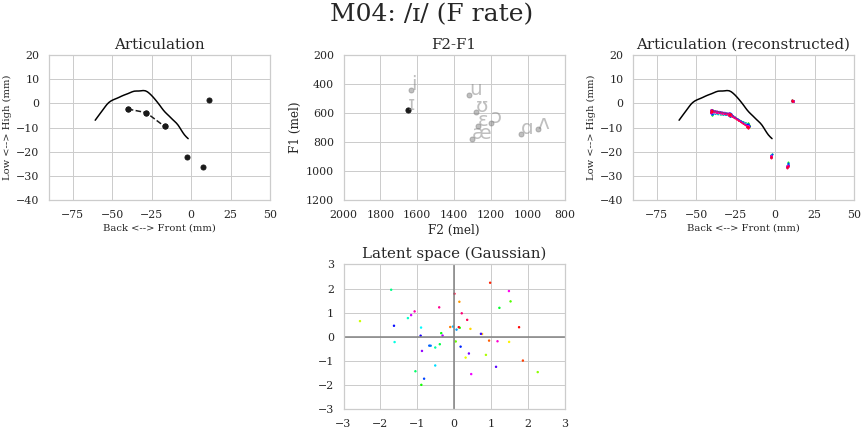 M04: /ɪ/ (F rate)
Articulation
F2-F1
Articulation (reconstructed)
20
10
0
−10
−20
−30
−40
Low <--> High (mm)
−75
−50
−25
0
25
50
Back <--> Front (mm)
200
400
600
800
1000
1200
F1 (mel)
i
ɪ
u
ʊ
ɛ
ɔ
æ
ɑ
ʌ
2000
1800
1600
1400
1200
1000
800
F2 (mel)
20
10
0
−10
−20
−30
−40
Low <--> High (mm)
−75
−50
−25
0
25
50
Back <--> Front (mm)
Latent space (Gaussian)
3
2
1
0
−1
−2
−3
−3
−2
−1
0
1
2
3